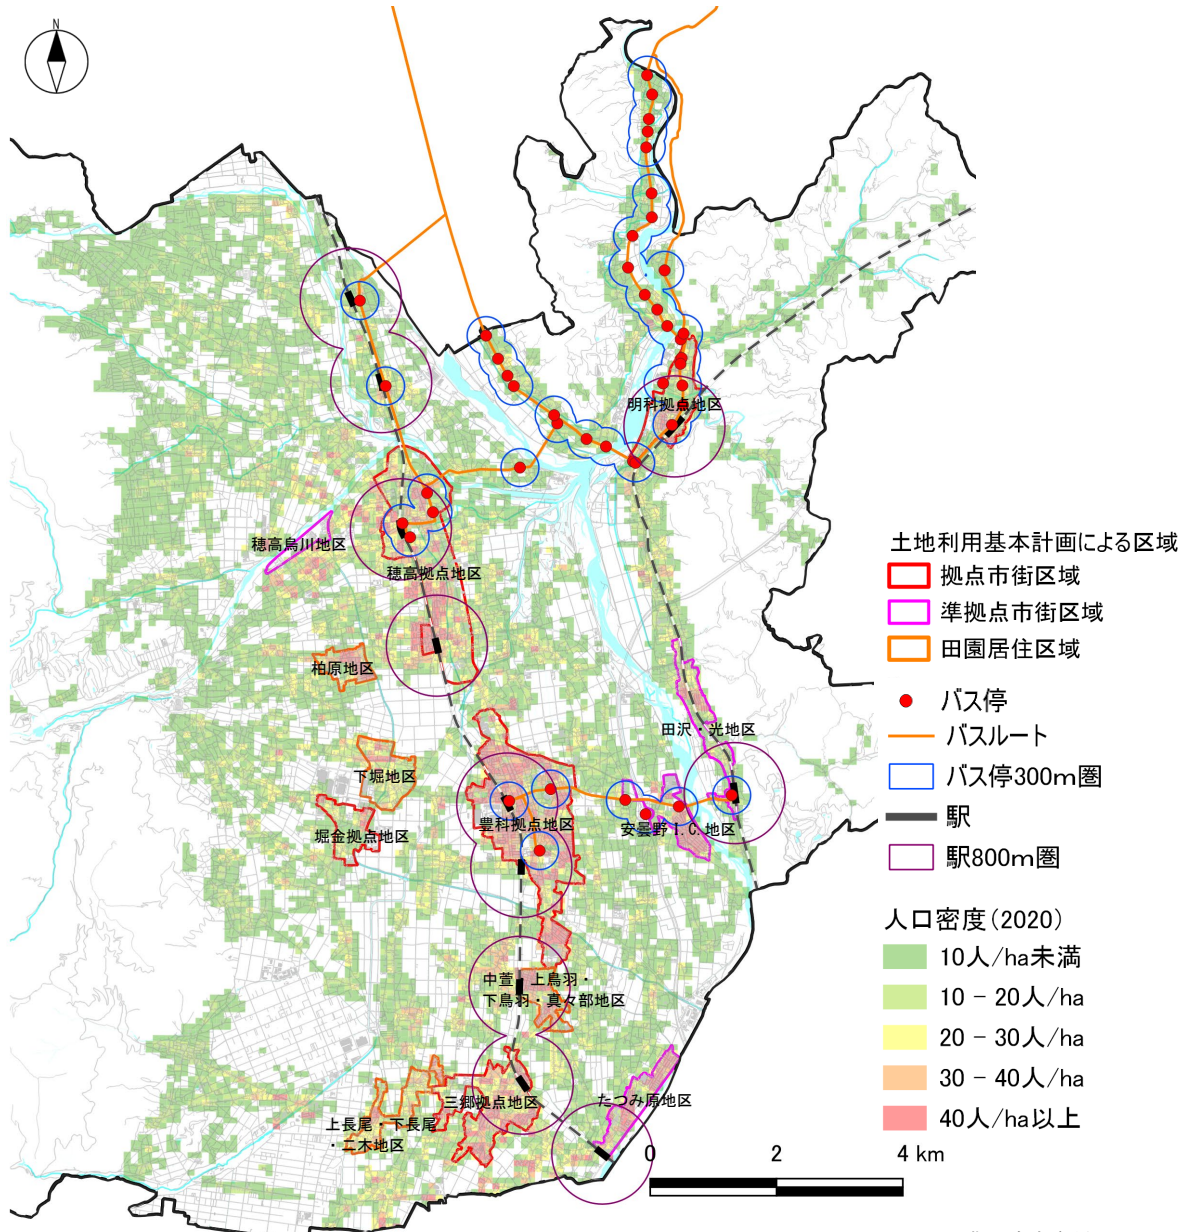 N
明科拠点地区
穂高烏川地区
穂高拠点地区
柏原地区
田沢・光地区
下堀地区
堀金拠点地区
豊科拠点地区
安曇野I.C.地区
中萱・上鳥羽・
下鳥羽・真々部地区
三郷拠点地区
たつみ原地区
上長尾・下長尾
・二木地区
0 2 4 km
土地利用基本計画による区域
拠点市街区域
準拠点市街区域
田園居住区域
バス停
バスルート
バス停300m圏
駅
駅800m圏
人口密度(2020)
10人/ha未満
10 - 20人/ha
20 - 30人/ha
30 - 40人/ha
40人/ha以上